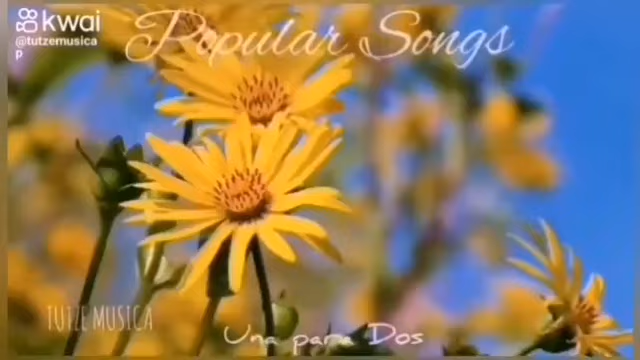 kwai
@tutzemusica
p
Popular Songs
TUTZE MUSICA
Una para Dos